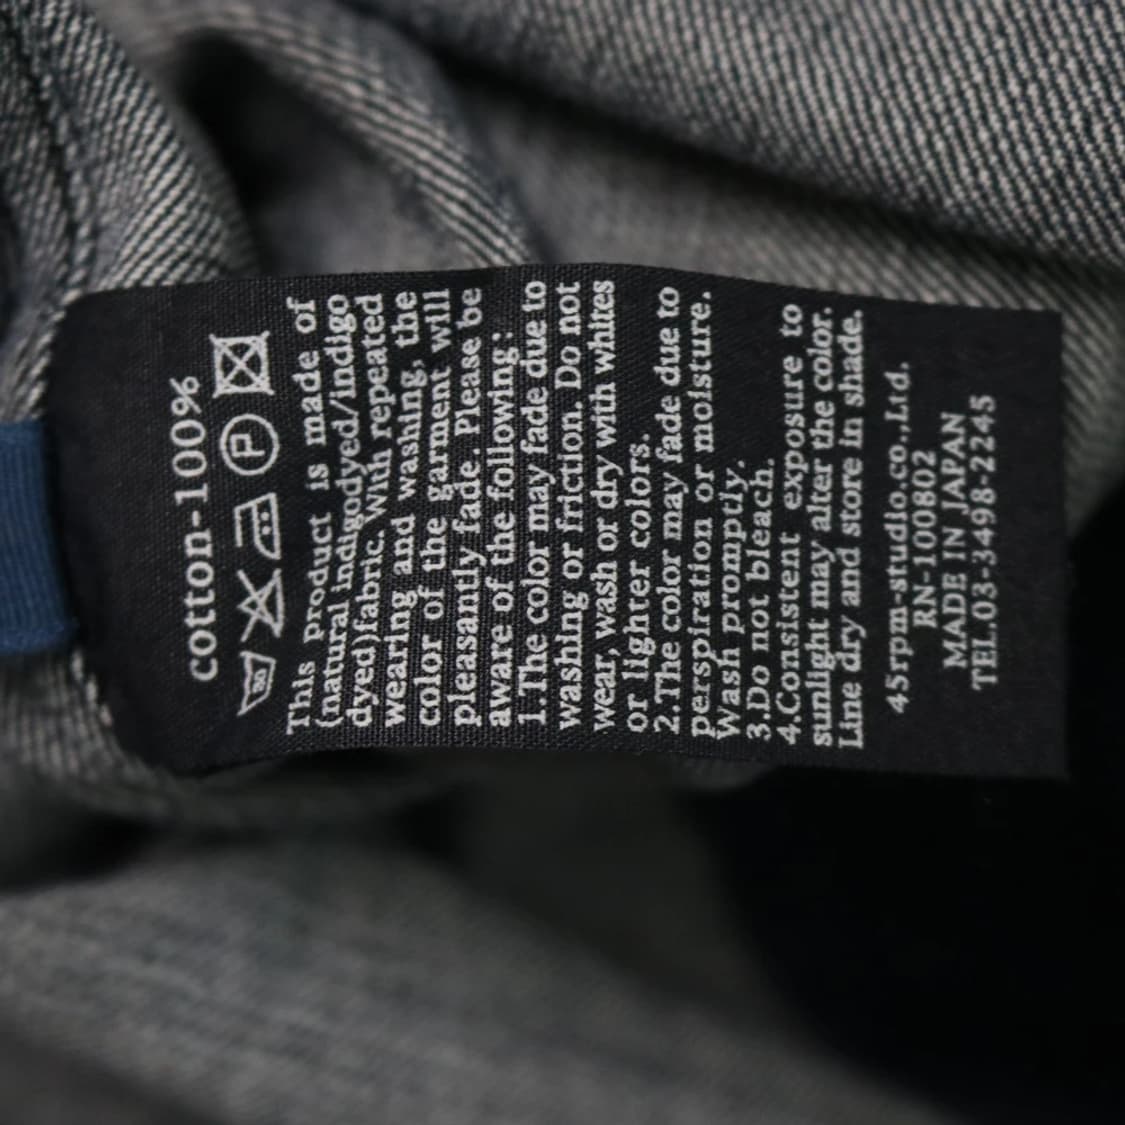 cotton-100%
30 P
This product is made of
(natural indigodyed/indigo
dyed)fabric. With repeated
wearing and washing, the
color of the garment will
pleasandly fade. Please be
aware of the following:
1.The color may fade due to
washing or friction. Do not
wear, wash or dry with whites
or lighter colors.
2.The color may fade due to
perspiration or moisture.
Wash promptly.
3.Do not bleach.
4.Consistent exposure to
sunlight may alter the color.
Line dry and store in shade.
45rpm-studio.co.,Ltd.
RN-100802
MADE IN JAPAN
TEL.03-3498-2245